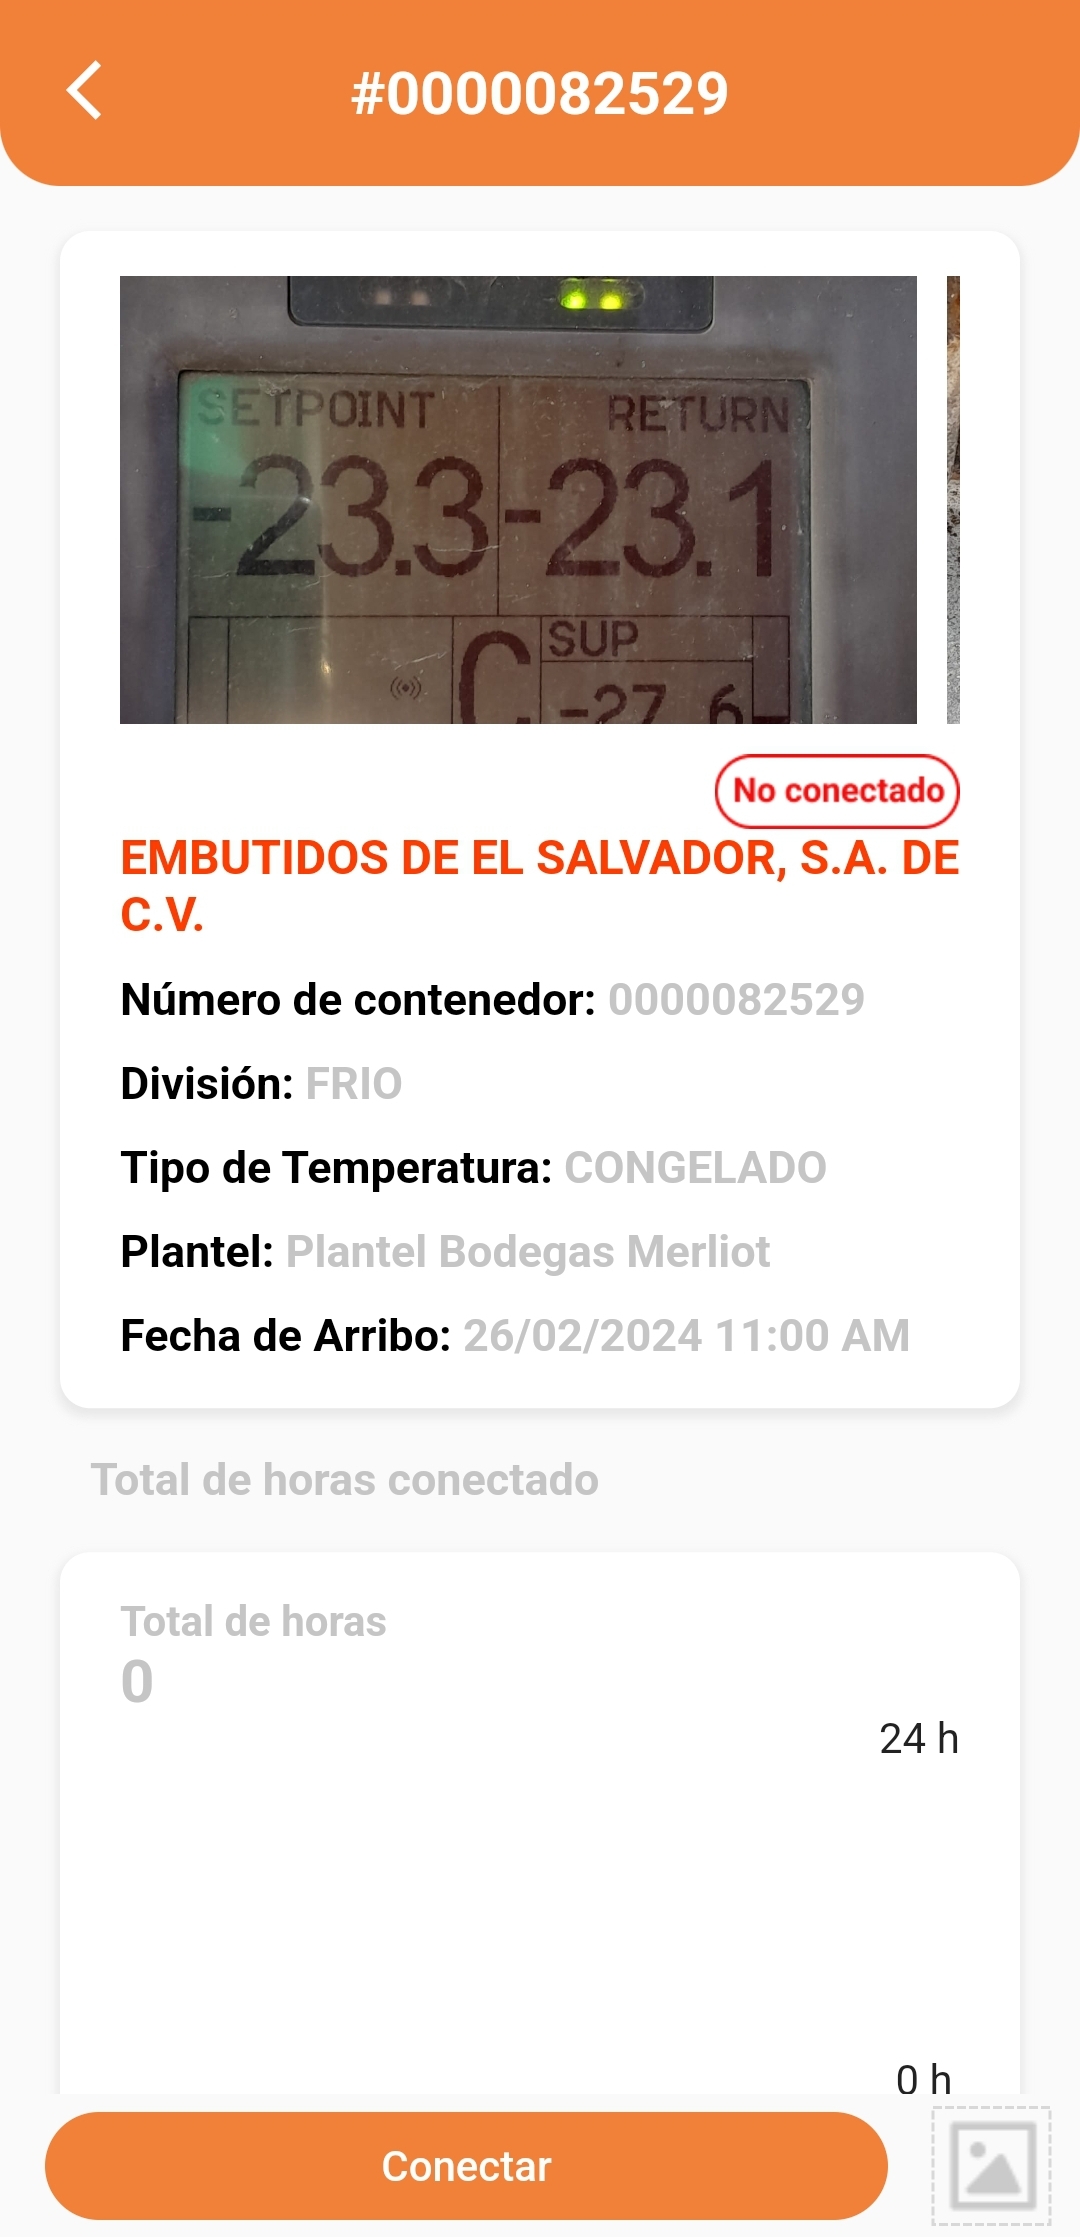 #0000082529
SETPOINT RETURN
-23.3 -23.1
C SUP
-27.6
No conectado
EMBUTIDOS DE EL SALVADOR, S.A. DE
C.V.
Número de contenedor: 0000082529
División: FRIO
Tipo de Temperatura: CONGELADO
Plantel: Plantel Bodegas Merliot
Fecha de Arribo: 26/02/2024 11:00 AM
Total de horas conectado
Total de horas
0
24 h
0 h
Conectar